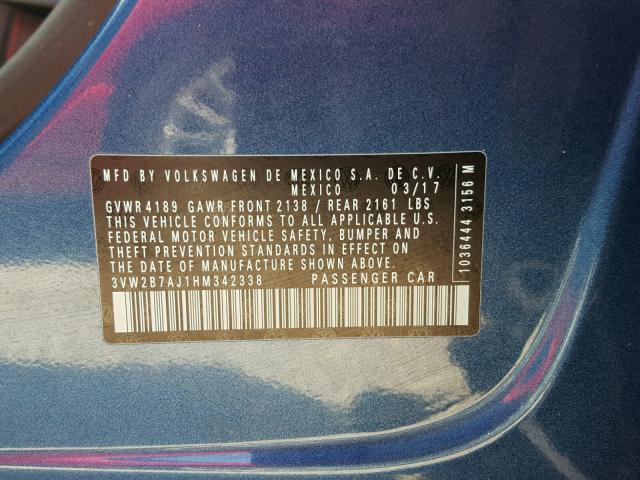 MFD BY VOLKSWAGEN DE MEXICO S.A. DE C.V.
MEXICO 03/17
GVWR 4189 GAWR FRONT 2138 / REAR 2161 LBS
THIS VEHICLE CONFORMS TO ALL APPLICABLE U.S.
FEDERAL MOTOR VEHICLE SAFETY, BUMPER AND
THEFT PREVENTION STANDARDS IN EFFECT ON
THE DATE OF MANUFACTURE SHOWN ABOVE.
3VW2B7AJ1HM342338 PASSENGER CAR
1036444 3156 M